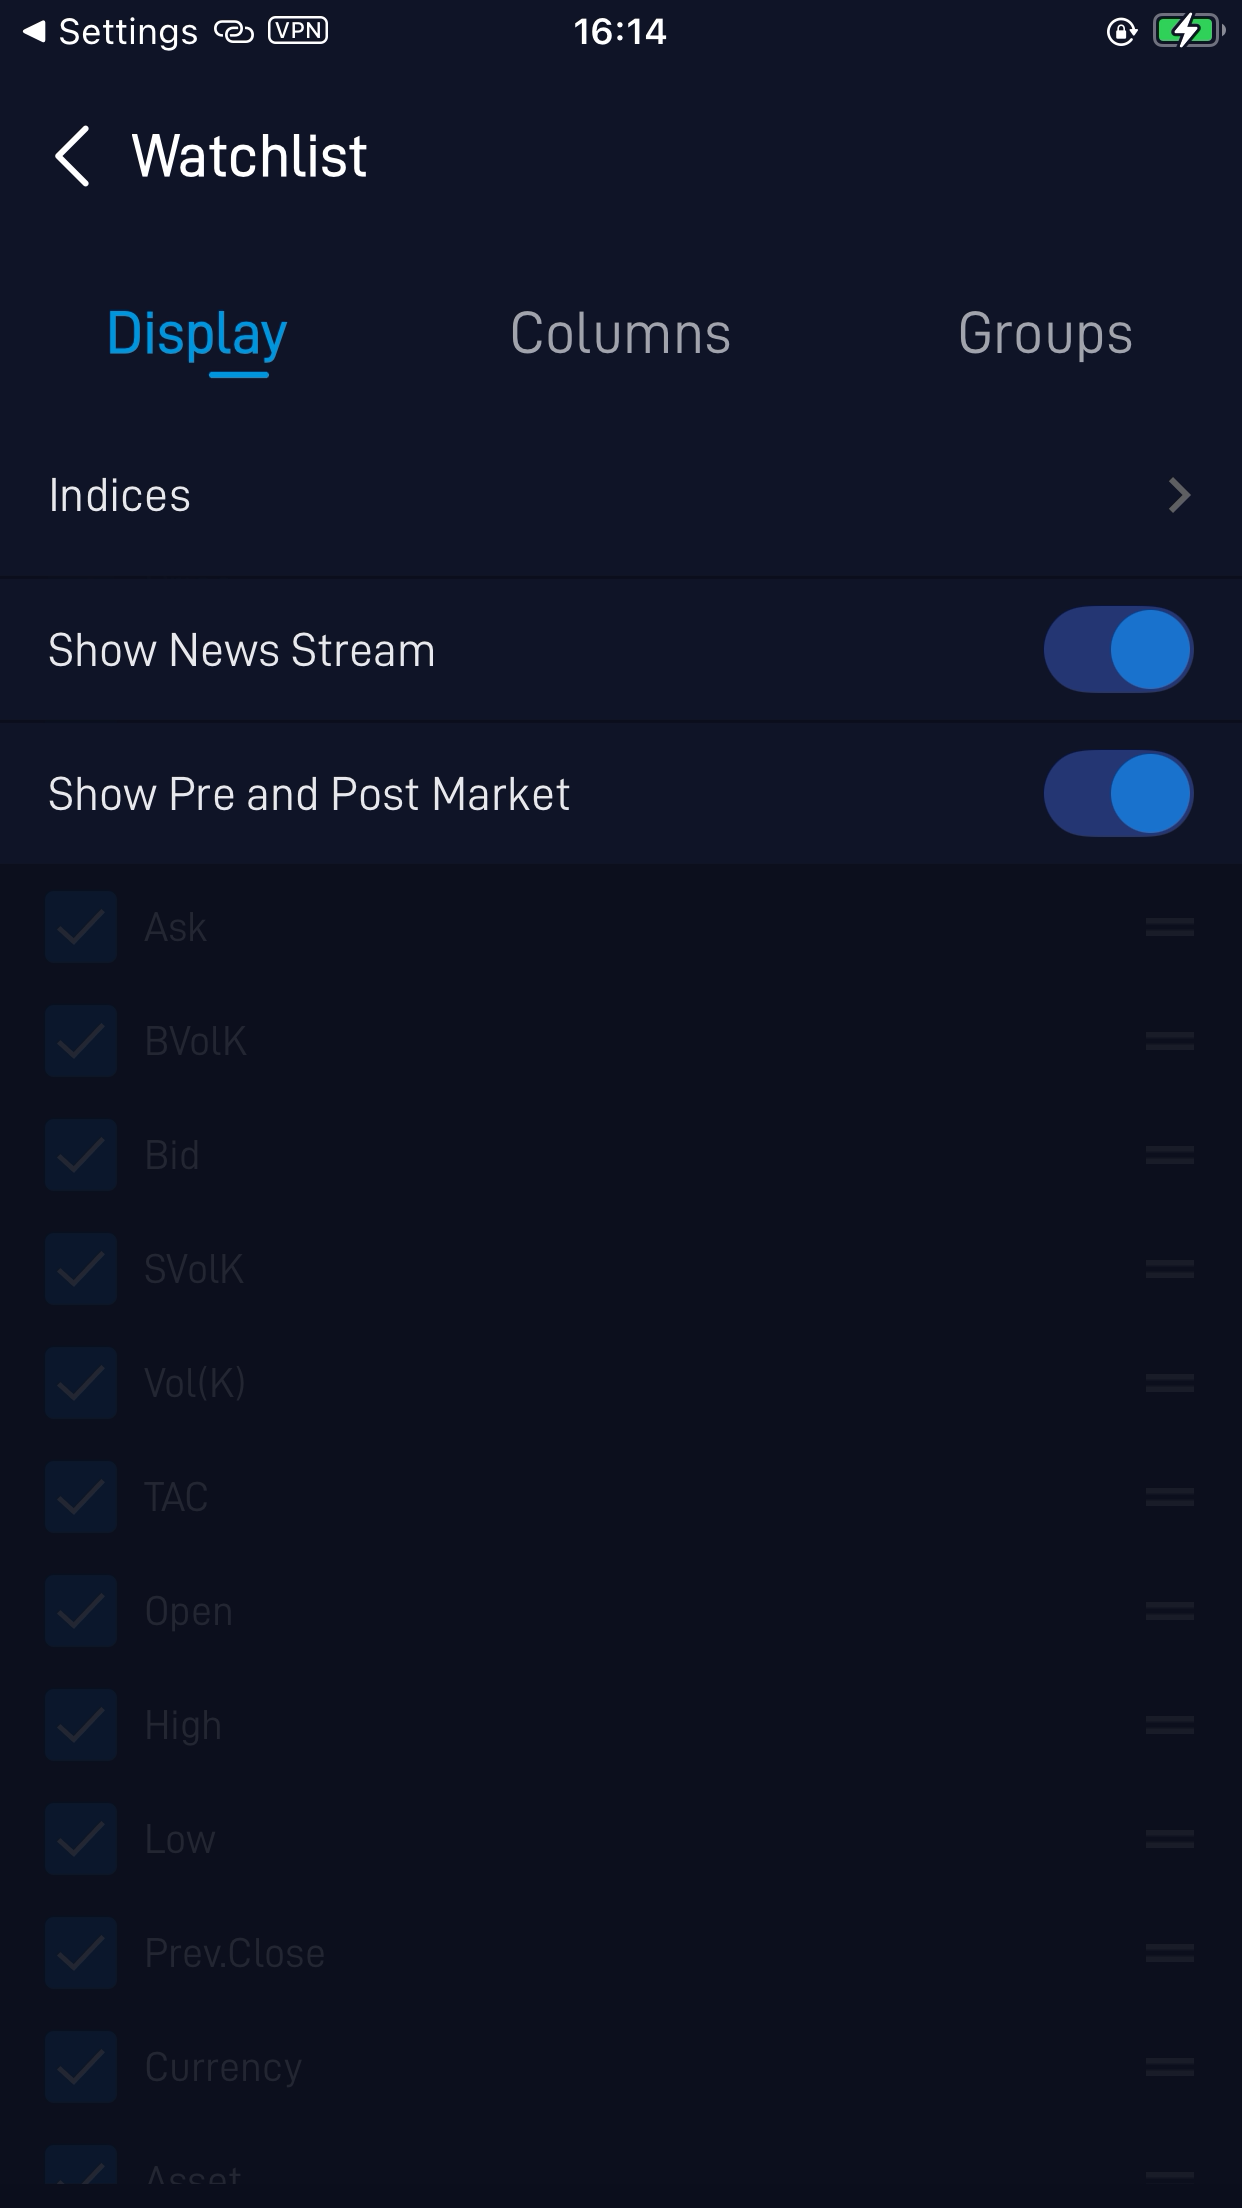 Settings VPN 16:14
Watchlist
Display Columns Groups
Indices
Show News Stream
Show Pre and Post Market
Ask
BVolK
Bid
SVolK
Vol(K)
TAC
Open
High
Low
Prev.Close
Currency
Asset